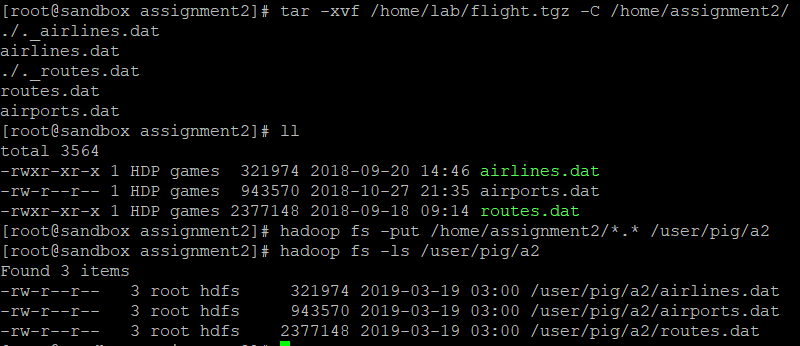 [root@sandbox assignment2]# tar -xvf /home/lab/flight.tgz -C /home/assignment2/
./._airlines.dat
airlines.dat
./._routes.dat
routes.dat
airports.dat
[root@sandbox assignment2]# ll
total 3564
-rwxr-xr-x 1 HDP games  321974 2018-09-20 14:46 airlines.dat
-rw-r--r-- 1 HDP games  943570 2018-10-27 21:35 airports.dat
-rwxr-xr-x 1 HDP games 2377148 2018-09-18 09:14 routes.dat
[root@sandbox assignment2]# hadoop fs -put /home/assignment2/*.* /user/pig/a2
[root@sandbox assignment2]# hadoop fs -ls /user/pig/a2
Found 3 items
-rw-r--r--   3 root hdfs     321974 2019-03-19 03:00 /user/pig/a2/airlines.dat
-rw-r--r--   3 root hdfs     943570 2019-03-19 03:00 /user/pig/a2/airports.dat
-rw-r--r--   3 root hdfs    2377148 2019-03-19 03:00 /user/pig/a2/routes.dat